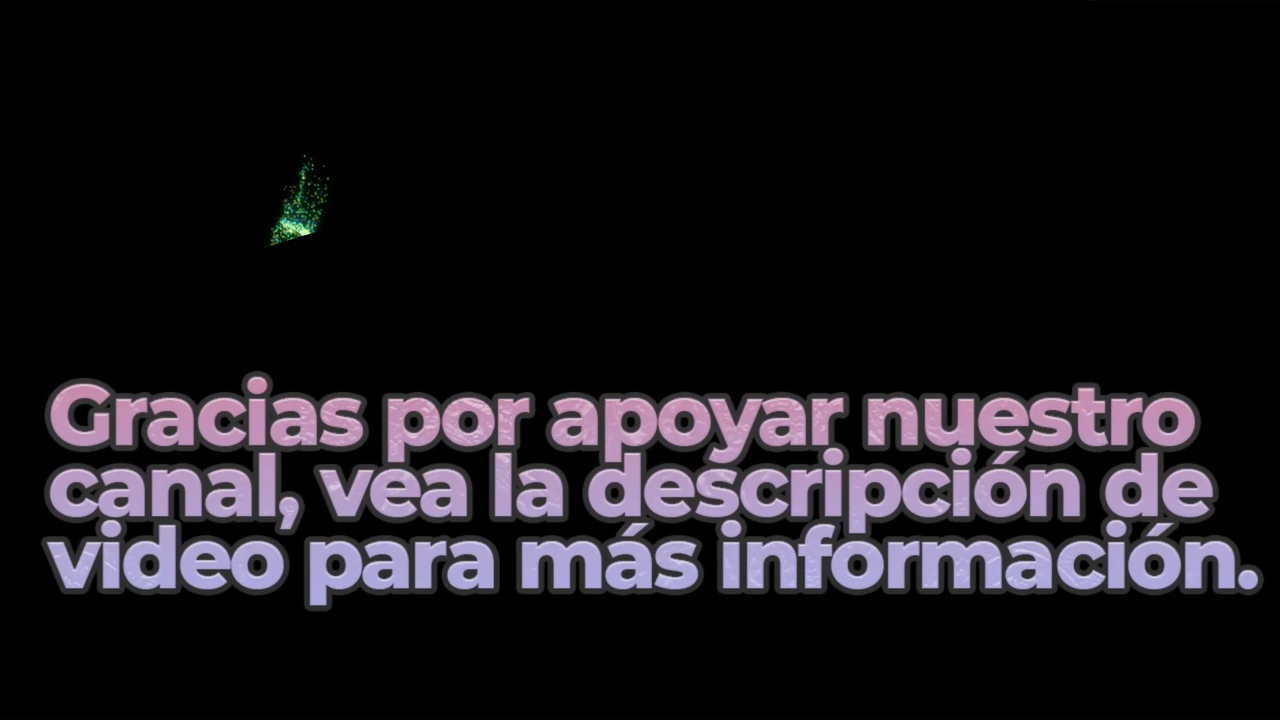 Gracias por apoyar nuestro
canal, vea la descripción de
video para más información.